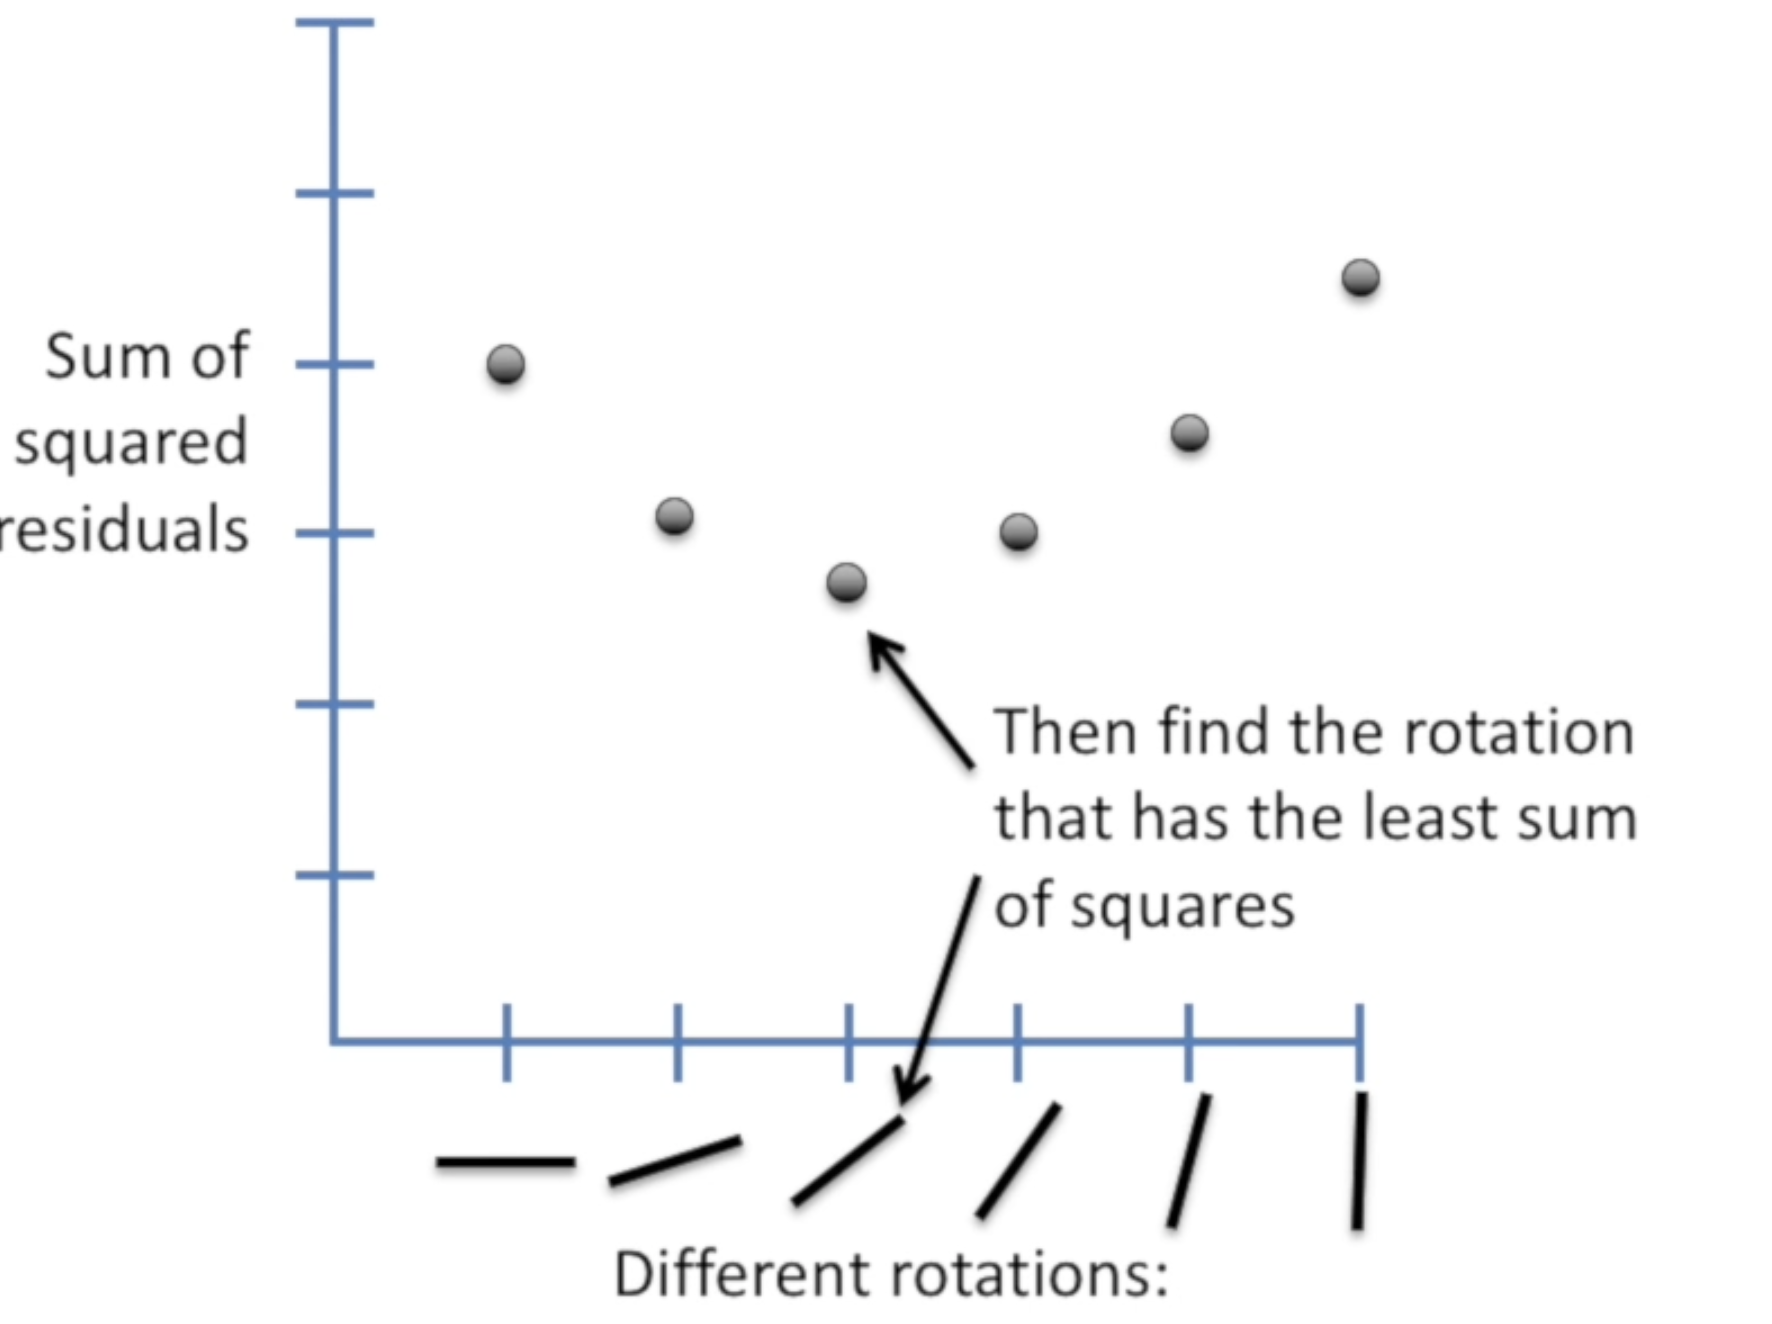 Sum of
squared
residuals
Then find the rotation
that has the least sum
of squares
Different rotations: